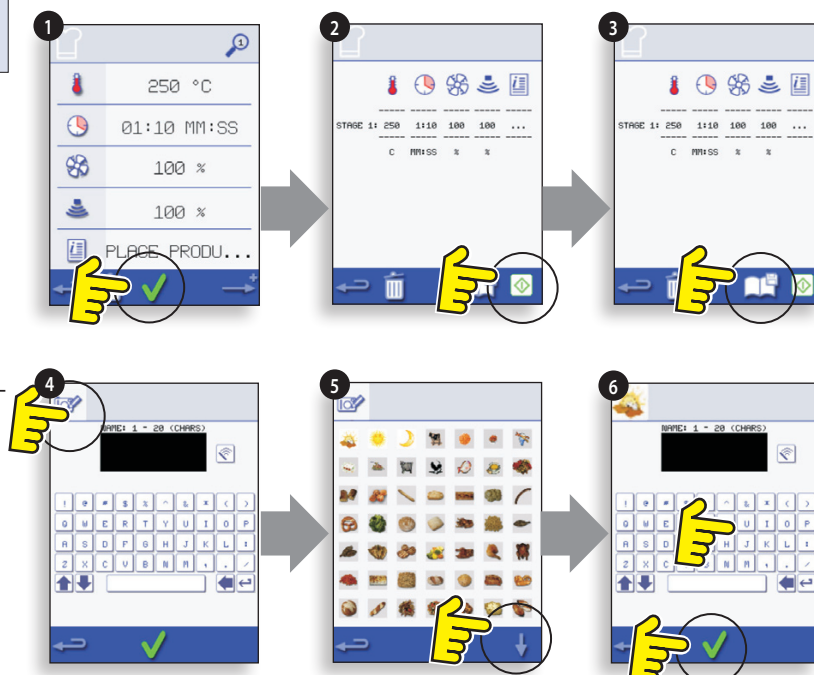 1
1
250 °C
01:10 MM:SS
100 %
100 %
PLACE PRODU...
2
STAGE 1: 250 1:10 100 100 ...
C MM:SS % %
3
STAGE 1: 250 1:10 100 100 ...
C MM:SS % %
4
NAME: 1 - 20 (CHARS)
! @ # $ % ^ & * ( )
Q W E R T Y U I O P
A S D F G H J K L :
Z X C V B N M , . /
5
6
NAME: 1 - 20 (CHARS)
! @ # & * ( )
Q W E U I O P
A S D H J K L :
Z X C N M , . /